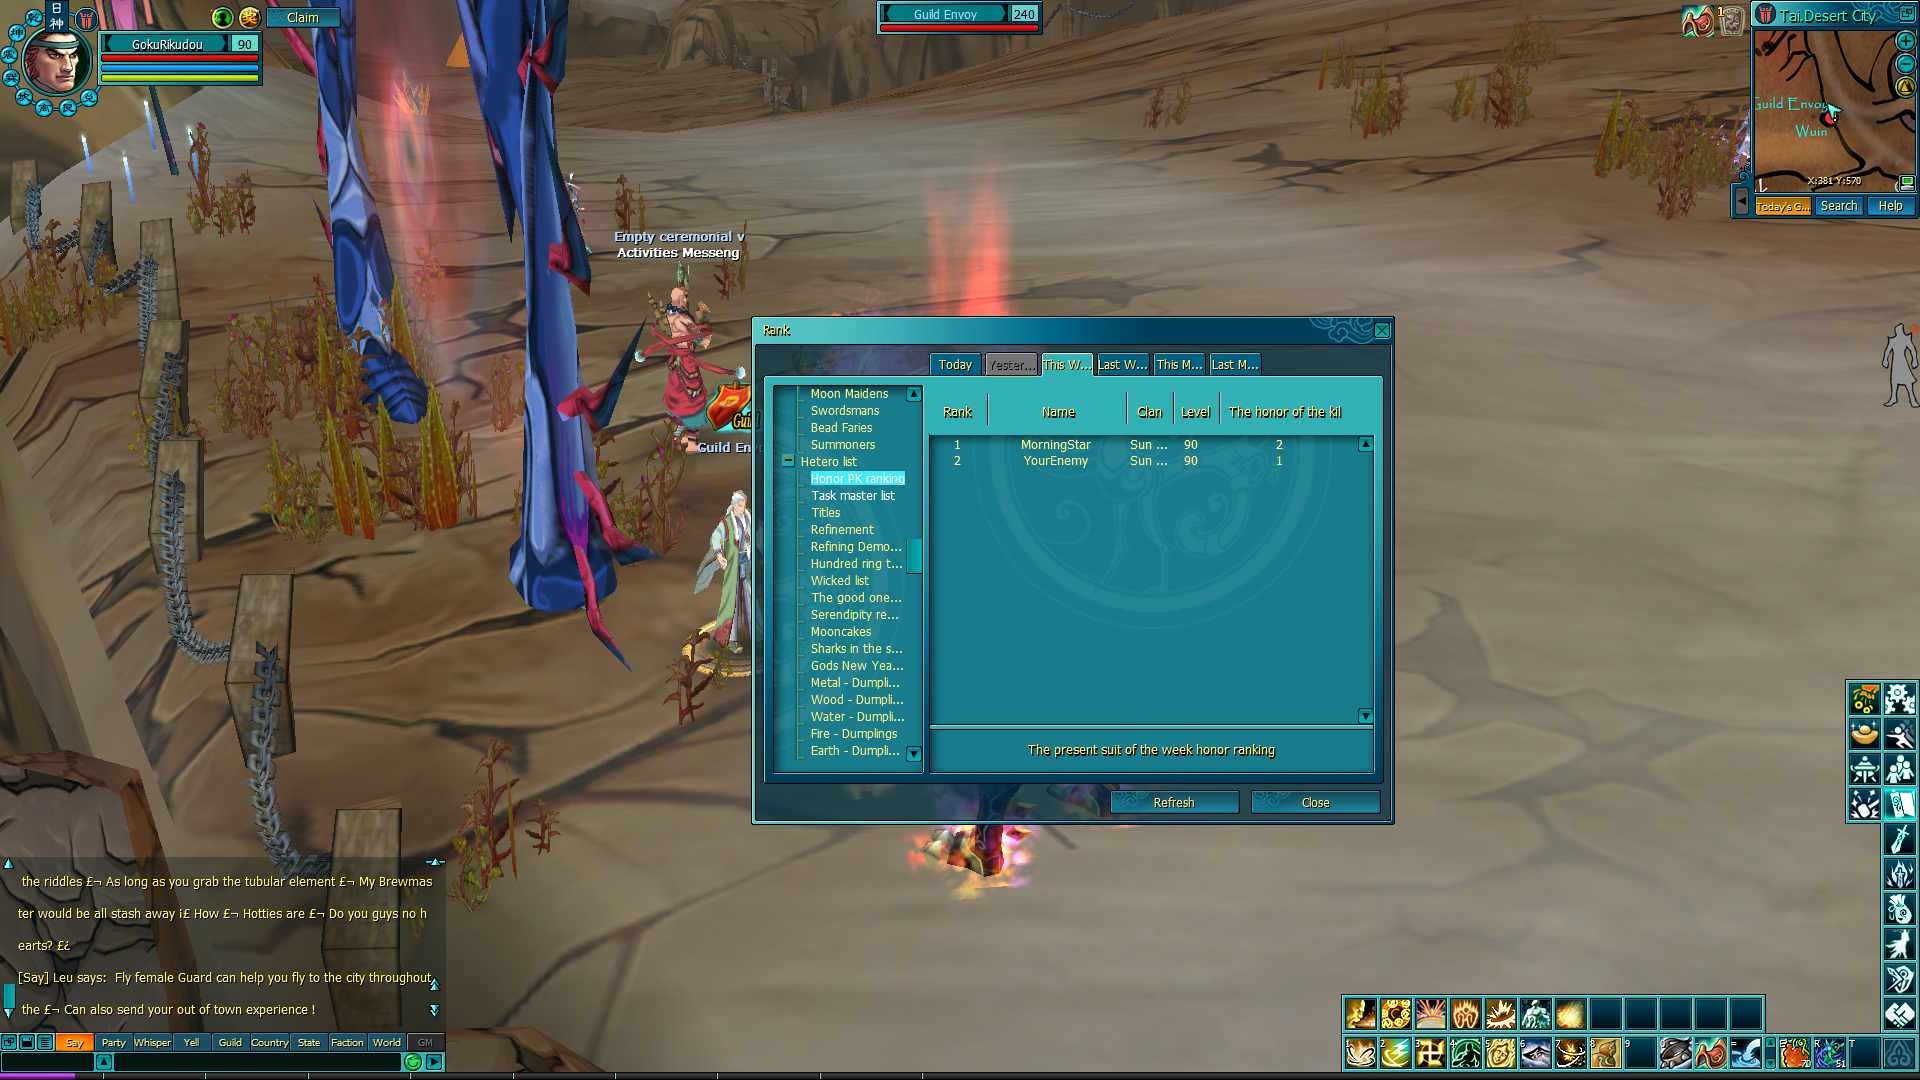 Claim
GokuRikudou 90
Guild Envoy 240
1
Tai.Desert City
Guild Envoy
Wuin
X:381 Y:570
Today's G... Search Help
Empty ceremonial v
Activities Messeng
Guild Env
Rank
Today Yester... This W... Last W... This M... Last M...
Moon Maidens
Swordsmans
Bead Faries
Summoners
Hetero list
Honor PK ranking
Task master list
Titles
Refinement
Refining Demo...
Hundred ring t...
Wicked list
The good one...
Serendipity re...
Mooncakes
Sharks in the s...
Gods New Yea...
Metal - Dumpli...
Wood - Dumpli...
Water - Dumpli...
Fire - Dumplings
Earth - Dumpli...
Rank Name Clan Level The honor of the kil
1 MorningStar Sun ... 90 2
2 YourEnemy Sun ... 90 1
The present suit of the week honor ranking
Refresh Close
the riddles £¬ As long as you grab the tubular element £¬ My Brewmas
ter would be all stash away ¡£ How £¬ Hotties are £¬ Do you guys no h
earts? £¿
[Say] Leu says: Fly female Guard can help you fly to the city throughout
the £¬ Can also send your out of town experience !
Say Party Whisper Yell Guild Country State Faction World GM